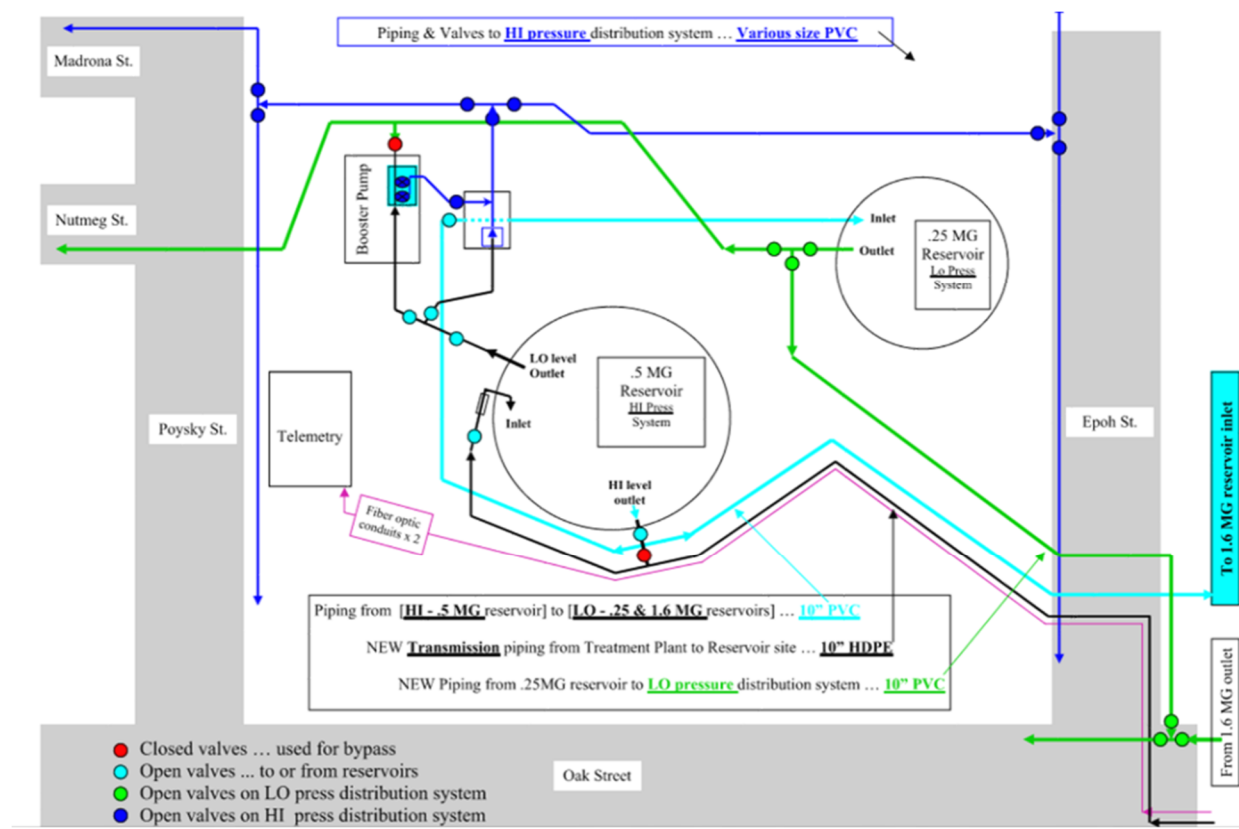 Piping & Valves to HI pressure distribution system … Various size PVC
Madrona St.
Nutmeg St.
Booster Pump
Inlet
Outlet
.25 MG
Reservoir
Lo Press
System
LO level
Outlet
.5 MG
Reservoir
HI Press
System
Inlet
HI level
outlet
Telemetry
Poysky St.
Epoh St.
Fiber optic
conduits x 2
To 1.6 MG reservoir inlet
From 1.6 MG outlet
Piping from [HI - .5 MG reservoir] to [LO - .25 & 1.6 MG reservoirs] … 10” PVC
NEW Transmission piping from Treatment Plant to Reservoir site … 10” HDPE
NEW Piping from .25MG reservoir to LO pressure distribution system … 10” PVC
Closed valves … used for bypass
Open valves ... to or from reservoirs
Open valves on LO press distribution system
Open valves on HI press distribution system
Oak Street